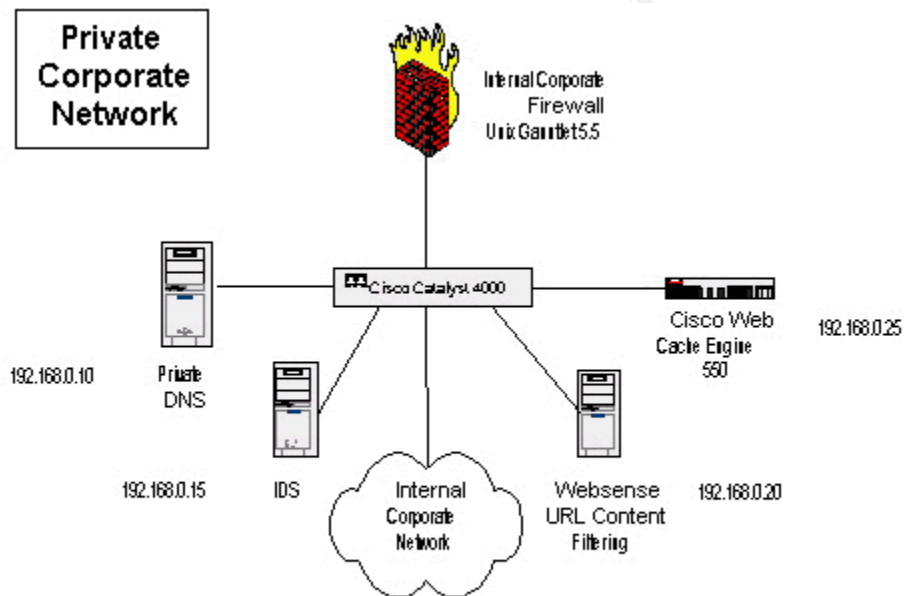 Private
Corporate
Network
Internal Corporate
Firewall
Unix Gauntlet 5.5
Cisco Catalyst 4000
Cisco Web
Cache Engine
550
192.168.0.25
192.168.0.10
Private
DNS
192.168.0.15
IDS
Internal
Corporate
Network
Websense
URL Content
Filtering
192.168.0.20